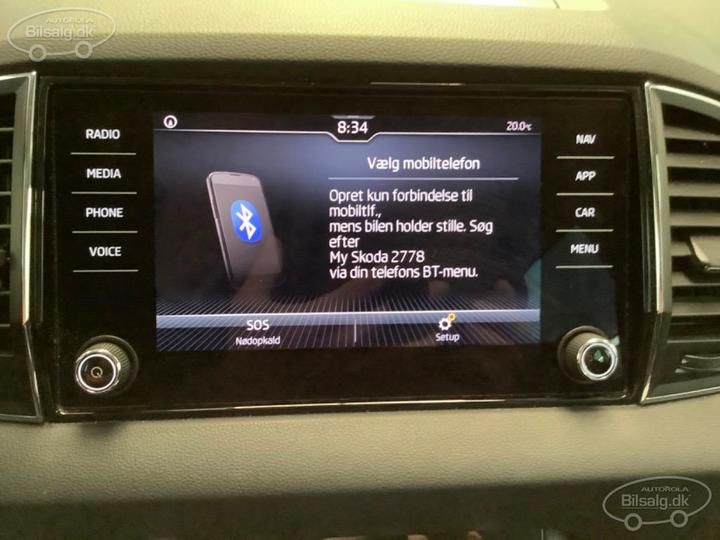 AUTOROLA
Bilsalg.dk
RADIO
MEDIA
PHONE
VOICE
8:34
20.0°C
Vælg mobiltelefon
Opret kun forbindelse til
mobiltlf.,
mens bilen holder stille. Søg
efter
My Skoda 2778
via din telefons BT-menu.
SOS
Nødopkald
Setup
NAV
APP
CAR
MENU
AUTOROLA
Bilsalg.dk